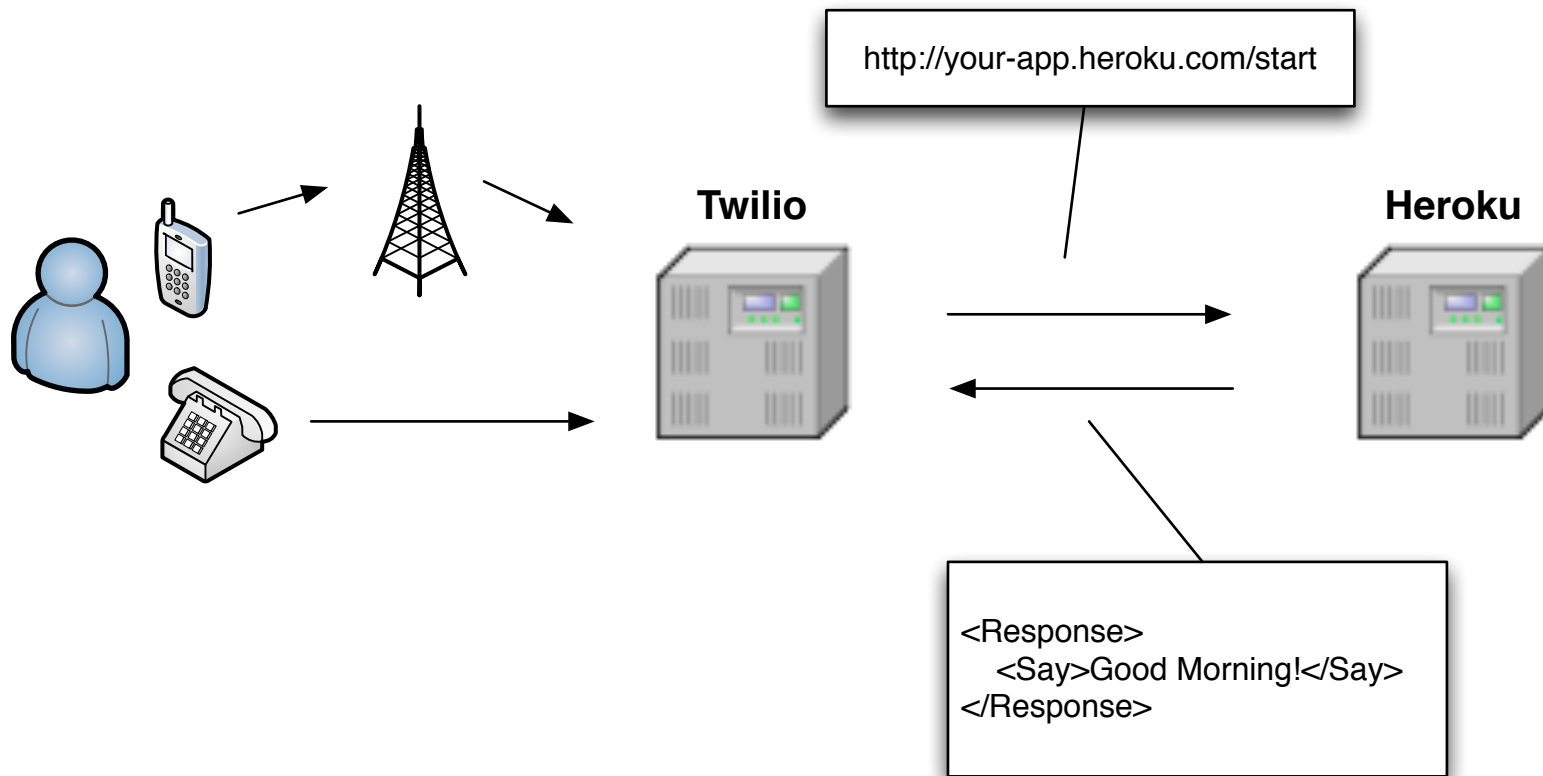 http://your-app.heroku.com/start
Twilio
Heroku
<Response>
<Say>Good Morning!</Say>
</Response>